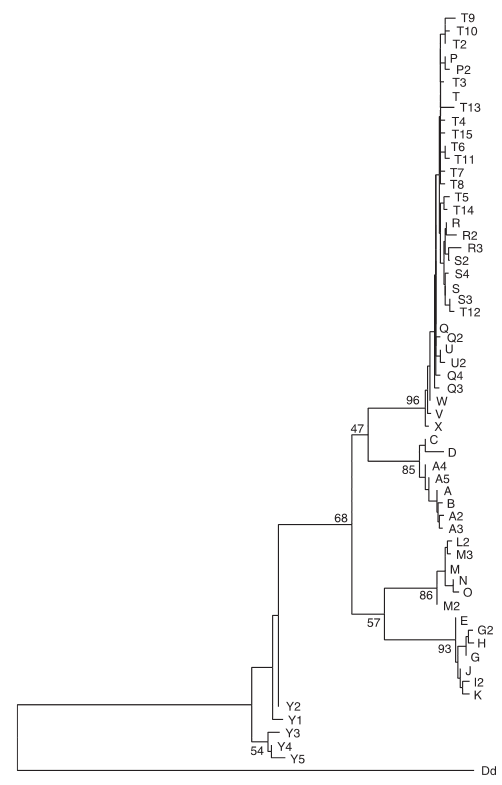 T9
T10
T2
P
P2
T3
T
T13
T4
T15
T6
T11
T7
T8
T5
T14
R
R2
R3
S2
S4
S
S3
T12
Q
Q2
U
U2
Q4
Q3
96
W
V
X
47
C
D
85
A4
A5
A
B
A2
A3
68
L2
M3
M
N
86
O
M2
57
E
G2
H
93
G
J
I2
K
Y2
Y1
Y3
54
Y4
Y5
Dd